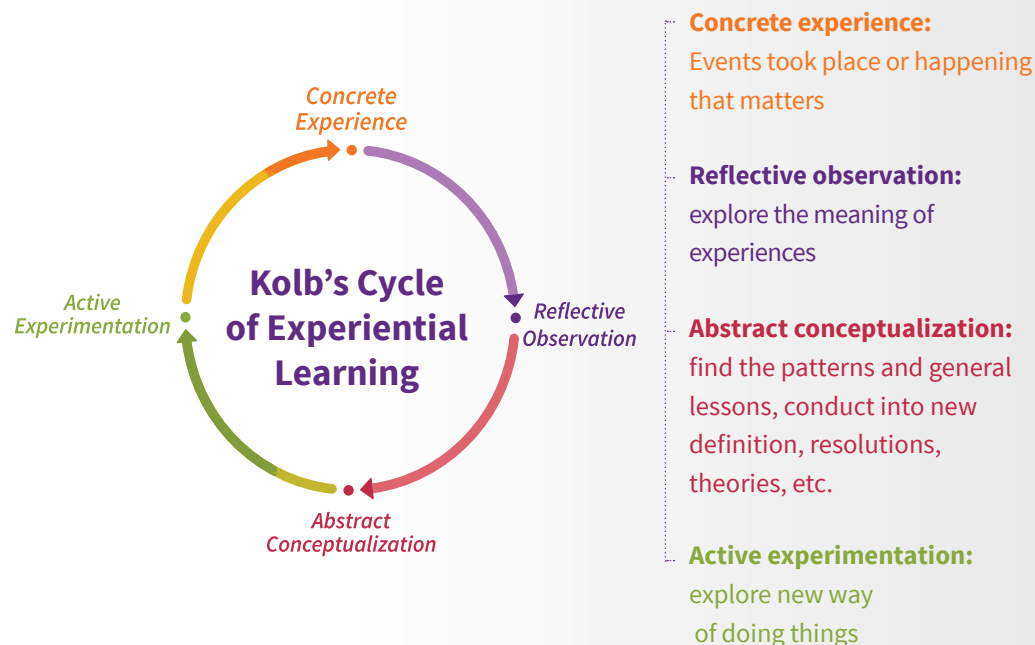 Concrete
Experience
Kolb’s Cycle
of Experiential
Learning
Active
Experimentation
Reflective
Observation
Abstract
Conceptualization
Concrete experience:
Events took place or happening
that matters
Reflective observation:
explore the meaning of
experiences
Abstract conceptualization:
find the patterns and general
lessons, conduct into new
definition, resolutions,
theories, etc.
Active experimentation:
explore new way
of doing things